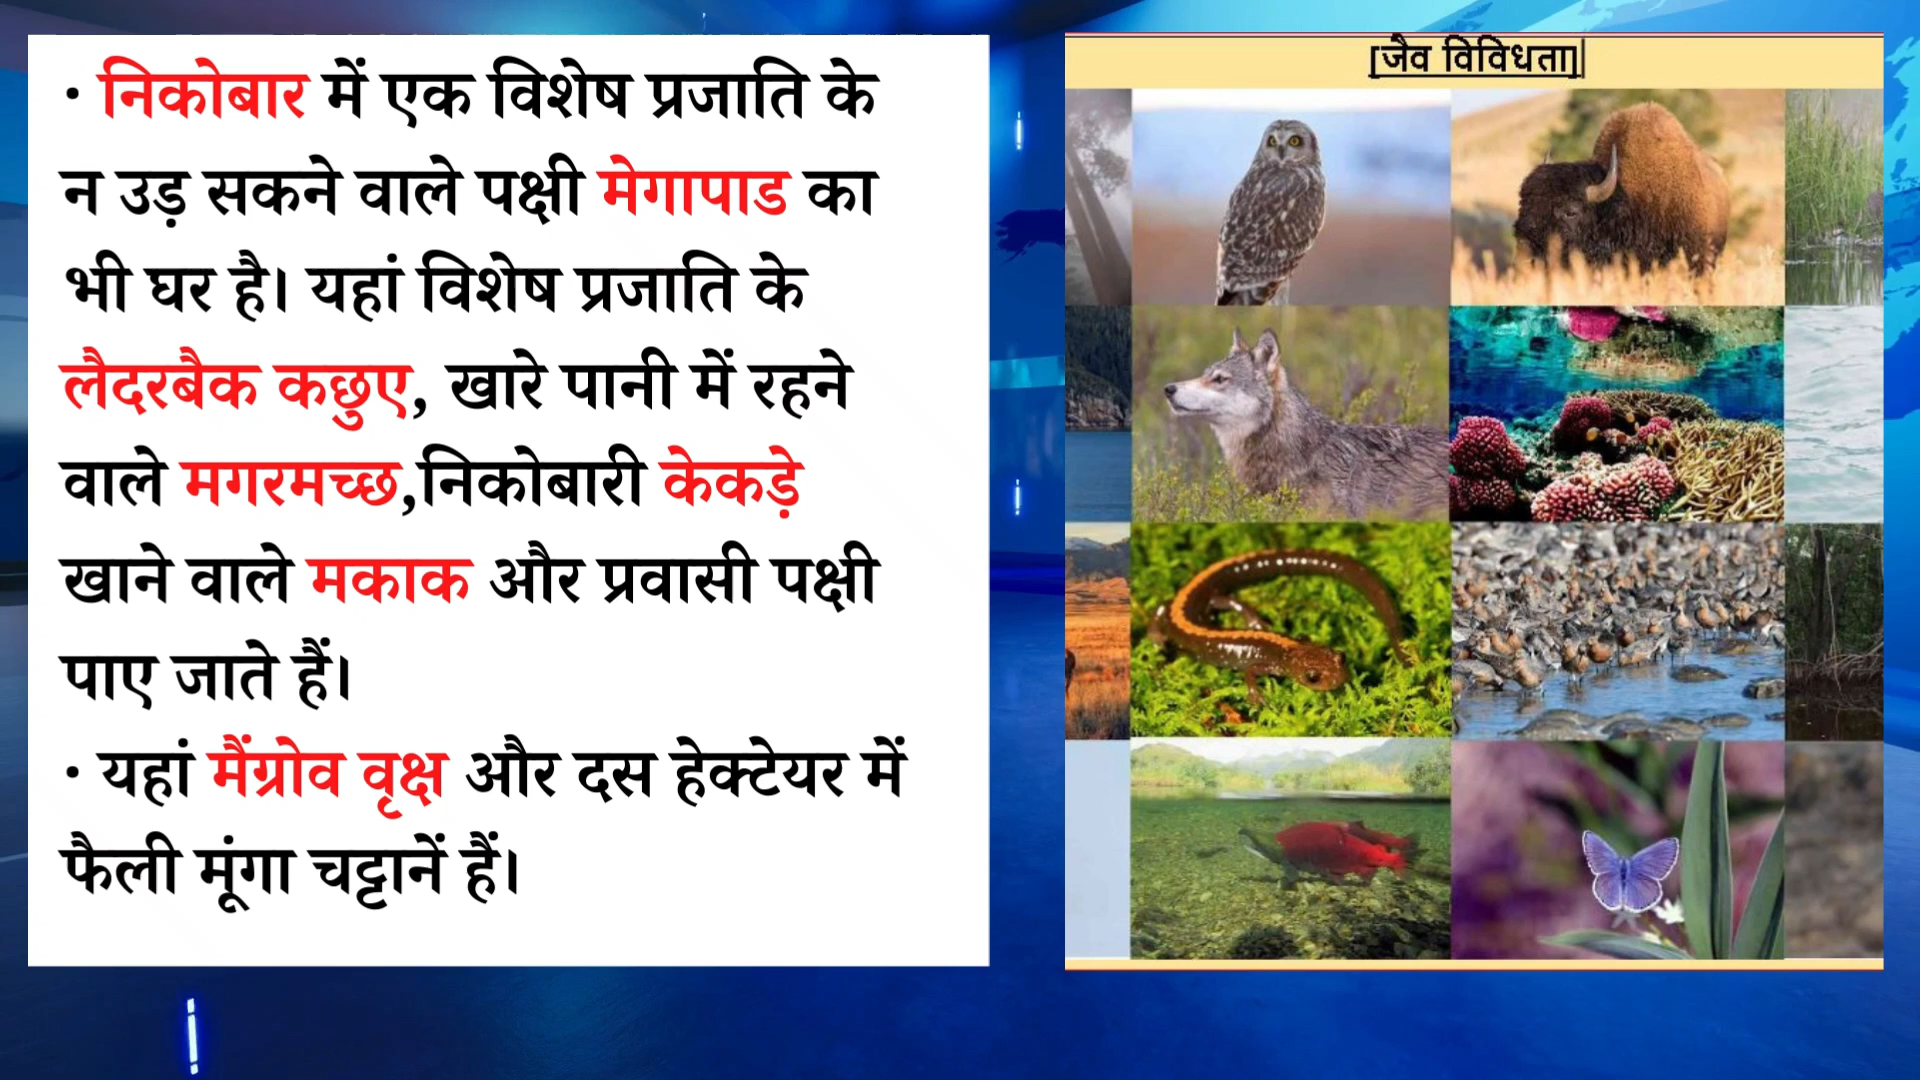 · निकोबार में एक विशेष प्रजाति के
न उड़ सकने वाले पक्षी मेगापाड का
भी घर है। यहां विशेष प्रजाति के
लैदरबैक कछुए, खारे पानी में रहने
वाले मगरमच्छ,निकोबारी केकड़े
खाने वाले मकाक और प्रवासी पक्षी
पाए जाते हैं।
· यहां मैंग्रोव वृक्ष और दस हेक्टेयर में
फैली मूंगा चट्टानें हैं।
[जैव विविधता]